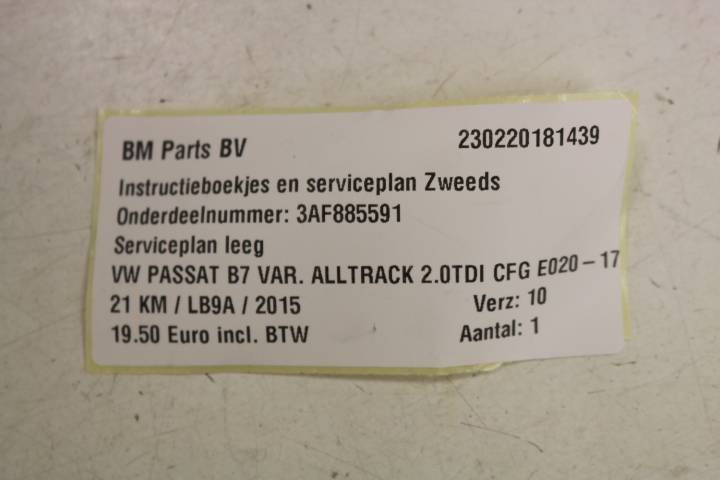 BM Parts BV 230220181439
Instructieboekjes en serviceplan Zweeds
Onderdeelnummer: 3AF885591
Serviceplan leeg
VW PASSAT B7 VAR. ALLTRACK 2.0TDI CFG E020-17
21 KM / LB9A / 2015 Verz: 10
19.50 Euro incl. BTW Aantal: 1